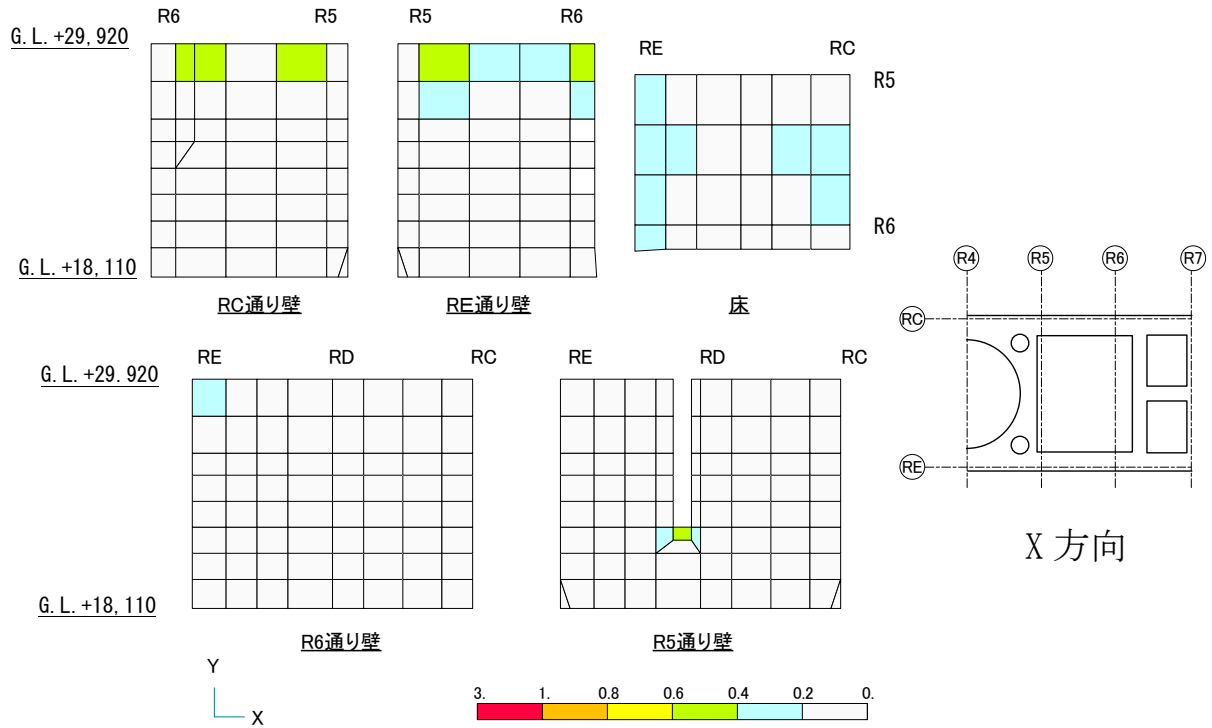 R6 R5 R5 R6
G.L.+29,920
RE RC
R5
R6
G.L.+18,110
RC通り壁 RE通り壁 床
R4 R5 R6 R7
RC
RE
X 方向
RE RD RC RE RD RC
G.L.+29.920
G.L.+18,110
R6通り壁 R5通り壁
Y
X
3. 1. 0.8 0.6 0.4 0.2 0.